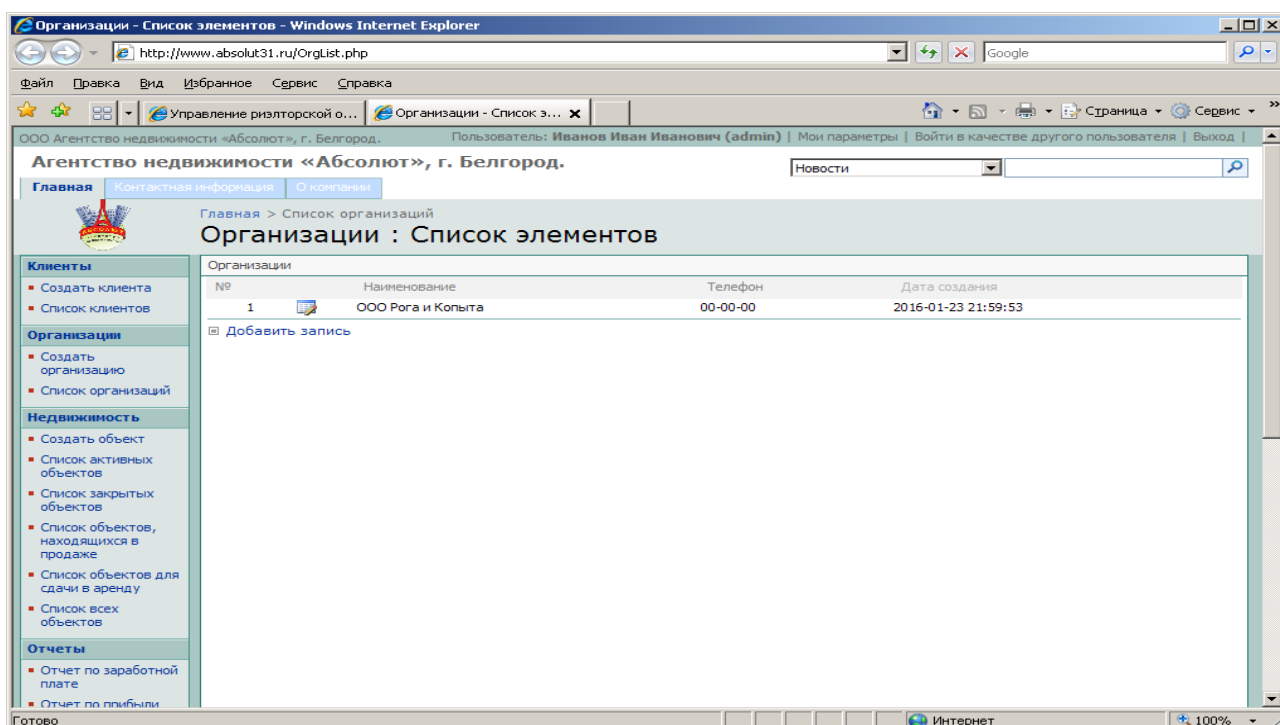 Организации - Список элементов - Windows Internet Explorer
http://www.absolut31.ru/OrgList.php
Google
Файл Правка Вид Избранное Сервис Справка
Управление риэлторской о... Организации - Список э... Страница Сервис
ООО Агентство недвижимости «Абсолют», г. Белгород. Пользователь: Иванов Иван Иванович (admin) | Мои параметры | Войти в качестве другого пользователя | Выход |
Агентство недвижимости «Абсолют», г. Белгород.
Новости
Главная Контактная информация О компании
Главная > Список организаций
Организации : Список элементов
Клиенты
Создать клиента
Список клиентов
Организации
Создать
организацию
Список организаций
Недвижимость
Создать объект
Список активных
объектов
Список закрытых
объектов
Список объектов,
находящихся в
продаже
Список объектов для
сдачи в аренду
Список всех
объектов
Отчеты
Отчет по заработной
плате
Отчет по прибыли
Организации
№ Наименование Телефон Дата создания
1 ООО Рога и Копыта 00-00-00 2016-01-23 21:59:53
Добавить запись
Готово Интернет 100%